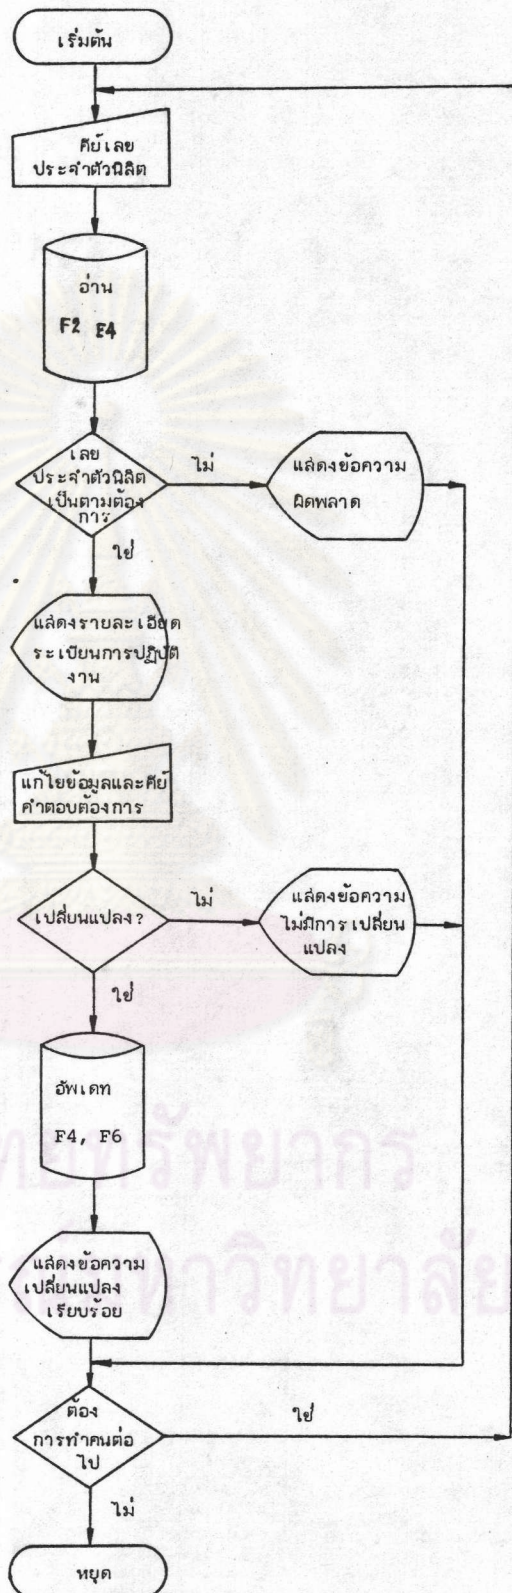 เริ่มต้น
คีย์เลข
ประจำตัวนิสิต
อ่าน
F2 F4
เลข
ประจำตัวนิสิต
เป็นตามต้อง
การ
ไม่
แสดงข้อความ
ผิดพลาด
ใช่
แสดงรายละเอียด
ระเบียนการปฏิบัติ
งาน
แก้ไขข้อมูลและคีย์
คำตอบต้องการ
เปลี่ยนแปลง?
ไม่
แสดงข้อความ
ไม่มีการ เปลี่ยน
แปลง
ใช่
อัพเดท
F4, F6
แสดงข้อความ
เปลี่ยนแปลง
เรียบร้อย
ต้อง
การทำคนต่อ
ไป
ใช่
ไม่
หยุด